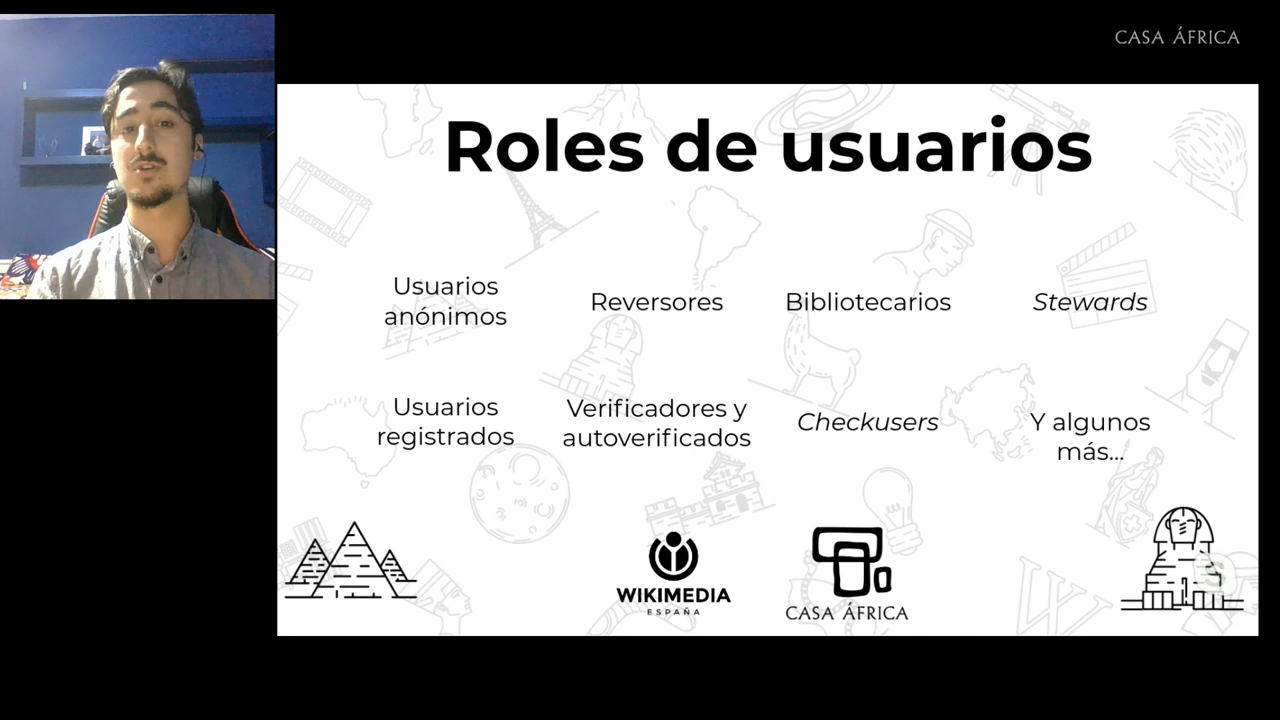 CASA ÁFRICA
Roles de usuarios
Usuarios
anónimos
Reversores
Bibliotecarios
Stewards
Usuarios
registrados
Verificadores y
autoverificados
Checkusers
Y algunos
más...
WIKIMEDIA
ESPAÑA
CASA ÁFRICA